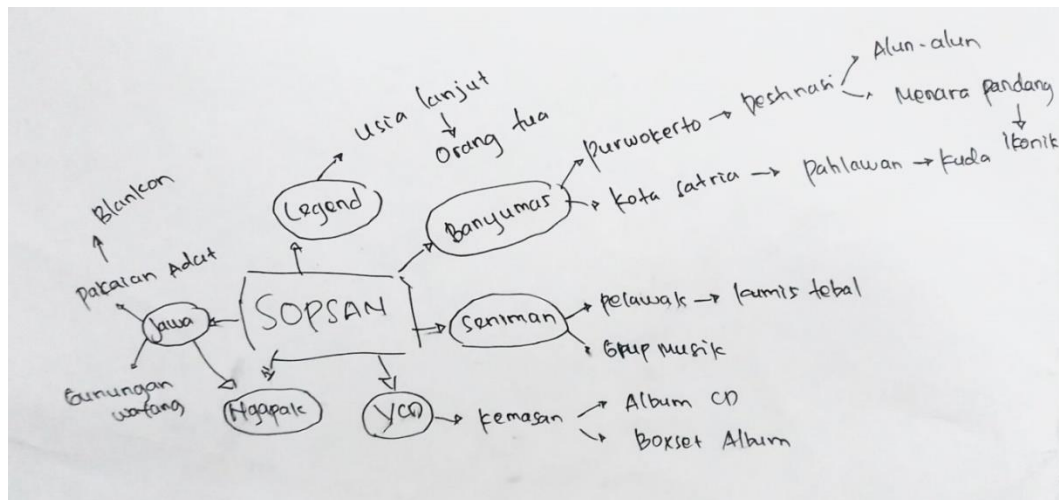 Alun-alun
Usia lanjut
Purwokerto
Destinasi
Menara pandang
Orang tua
Ikonik
Blankon
Legend
Banyumas
Kota satria
Pahlawan
Kuda
Pakaian Adat
SOPSAN
Seniman
Pelawak
Kumis tebal
Jawa
Grup Musik
Gunungan
wayang
Ngapak
Kemasan
Album CD
Boxset Album